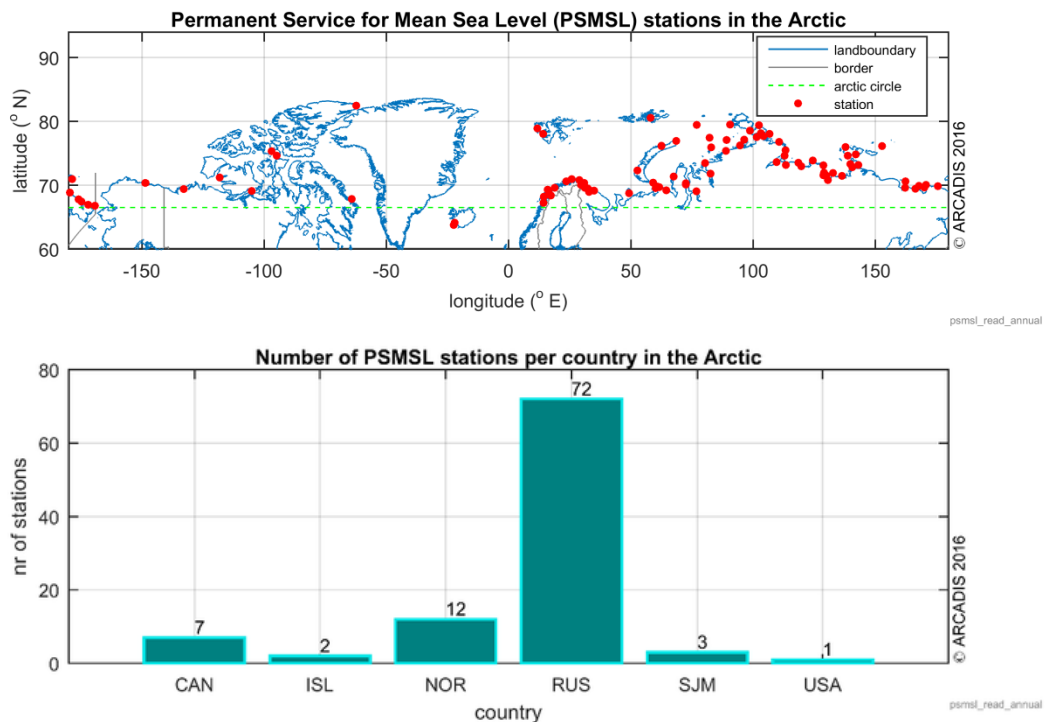 Permanent Service for Mean Sea Level (PSMSL) stations in the Arctic
landboundary
border
arctic circle
station
latitude (° N)
90
80
70
60
-150
-100
-50
0
50
100
150
longitude (° E)
© ARCADIS 2016
psmsl_read_annual
Number of PSMSL stations per country in the Arctic
nr of stations
80
60
40
20
0
7
2
12
72
3
1
CAN
ISL
NOR
RUS
SJM
USA
country
© ARCADIS 2016
psmsl_read_annual